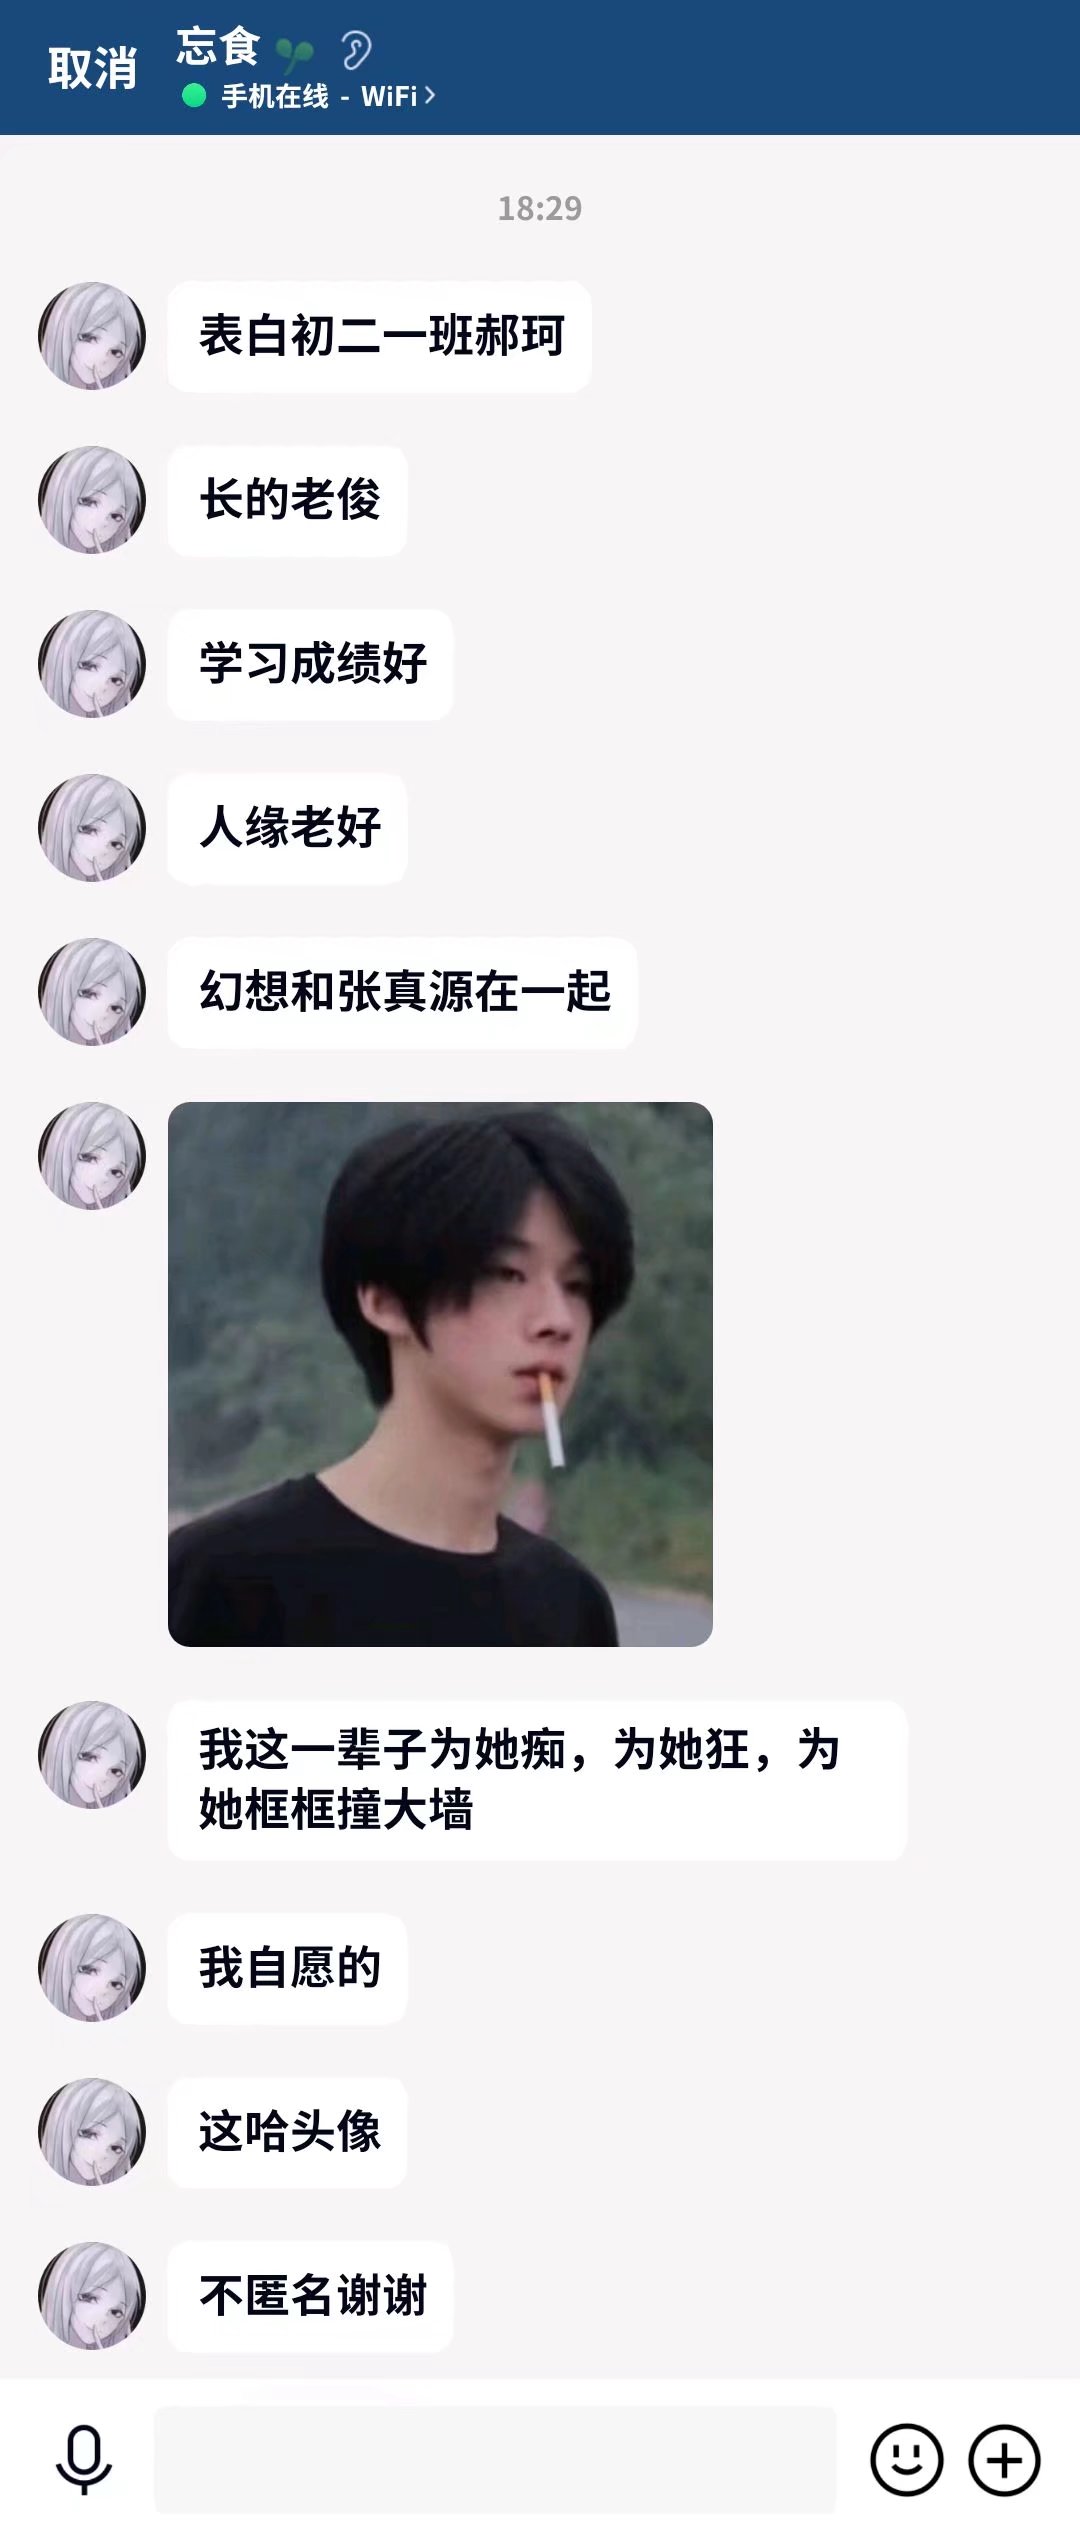 取消
忘食
手机在线 - WiFi
18:29
表白初二一班郝珂
长的老俊
学习成绩好
人缘老好
幻想和张真源在一起
我这一辈子为她痴，为她狂，为
她框框撞大墙
我自愿的
这哈头像
不匿名谢谢